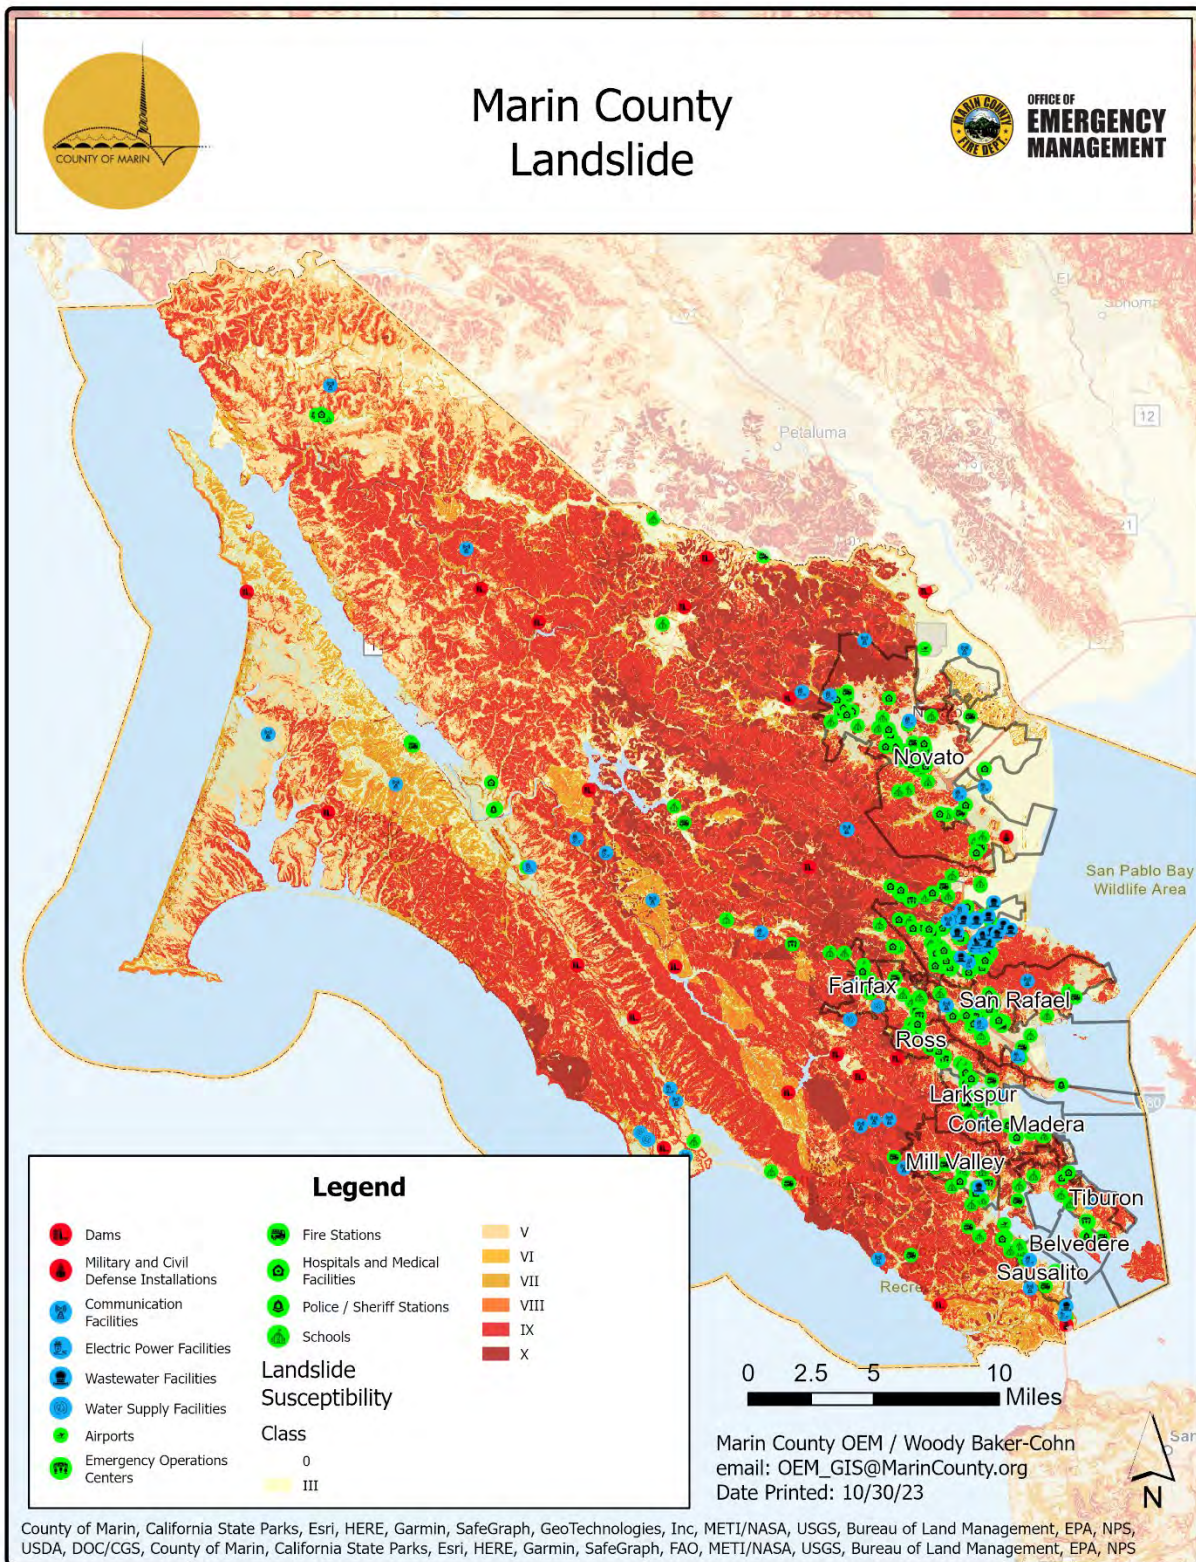 COUNTY OF MARIN
Marin County
Landslide
MARIN COUNTY
FIRE DEPT.
OFFICE OF
EMERGENCY
MANAGEMENT
Sonoma
12
Petaluma
21
Novato
San Pablo Bay
Wildlife Area
Fairfax
San Rafael
Ross
Larkspur
Corte Madera
Mill Valley
Tiburon
Belvedere
Sausalito
Legend
Dams
Military and Civil
Defense Installations
Communication
Facilities
Electric Power Facilities
Wastewater Facilities
Water Supply Facilities
Airports
Emergency Operations
Centers
Fire Stations
Hospitals and Medical
Facilities
Police / Sheriff Stations
Schools
Landslide
Susceptibility
Class
0
III
V
VI
VII
VIII
IX
X
0 2.5 5 10
Miles
Marin County OEM / Woody Baker-Cohn
email: OEM_GIS@MarinCounty.org
Date Printed: 10/30/23
N
County of Marin, California State Parks, Esri, HERE, Garmin, SafeGraph, GeoTechnologies, Inc, METI/NASA, USGS, Bureau of Land Management, EPA, NPS,
USDA, DOC/CGS, County of Marin, California State Parks, Esri, HERE, Garmin, SafeGraph, FAO, METI/NASA, USGS, Bureau of Land Management, EPA, NPS